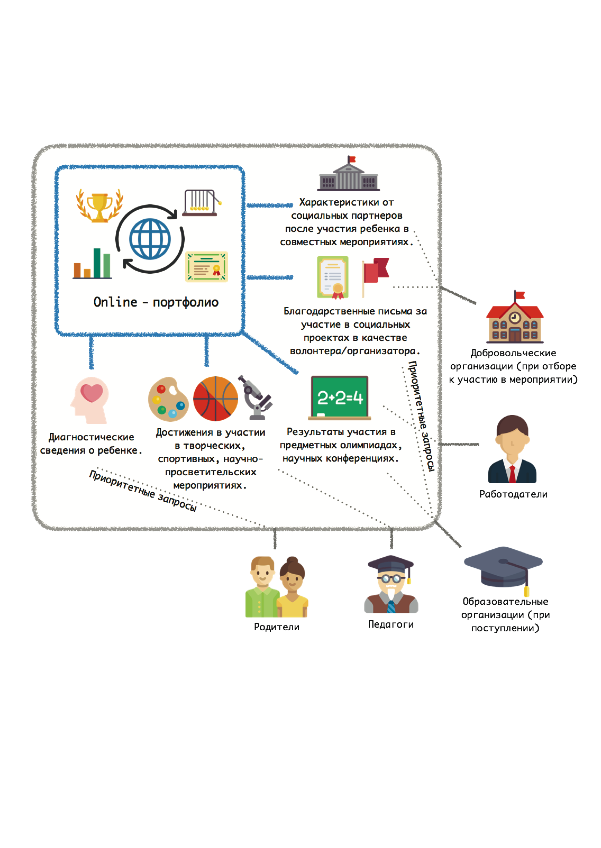 Характеристики от
социальных партнеров
после участия ребенка в
совместных мероприятиях.
Online - портфолио
Благодарственные письма за
участие в социальных
проектах в качестве
волонтера/организатора.
Добровольческие
организации (при отборе
к участию в мероприятии)
Приоритетные запросы
2+2=4
Диагностические
сведения о ребенке.
Достижения в участии
в творческих,
спортивных, научно-
просветительских
мероприятиях.
Результаты участия в
предметных олимпиадах,
научных конференциях.
Приоритетные запросы
Работодатели
Родители
Педагоги
Образовательные
организации (при
поступлении)